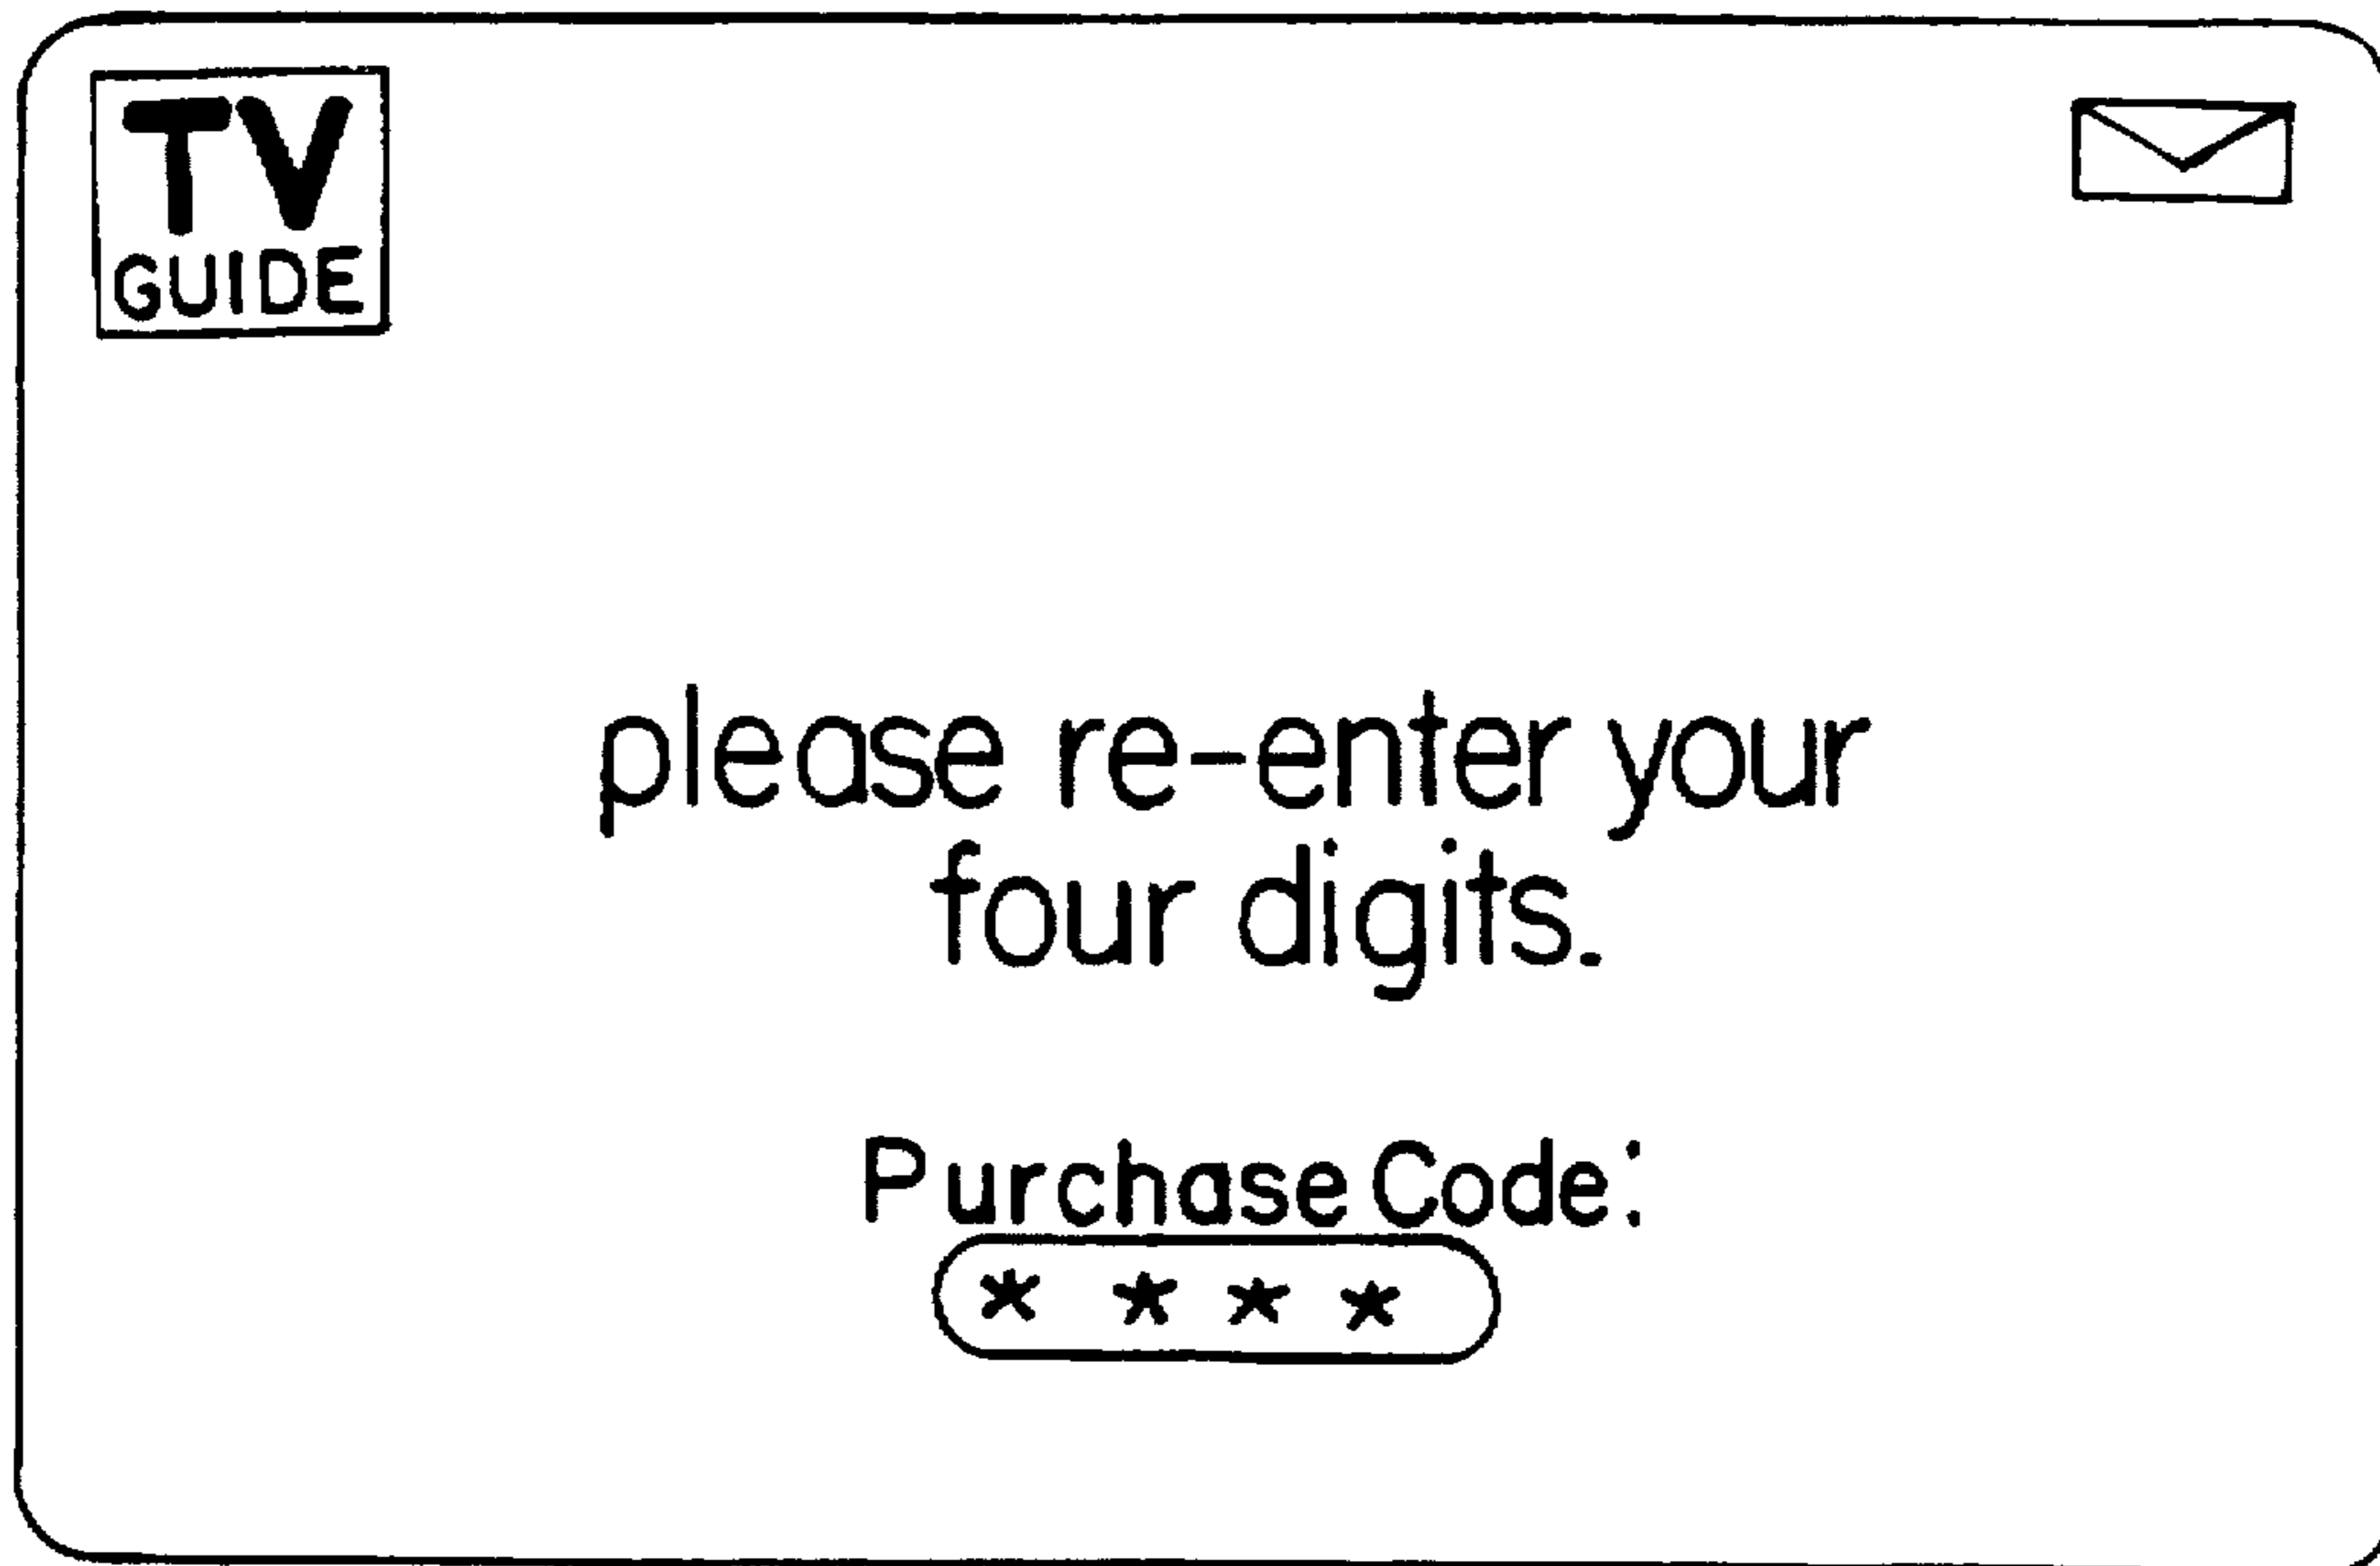 TV
GUIDE
please re-enter your
four digits.
Purchase Code:
* * * *